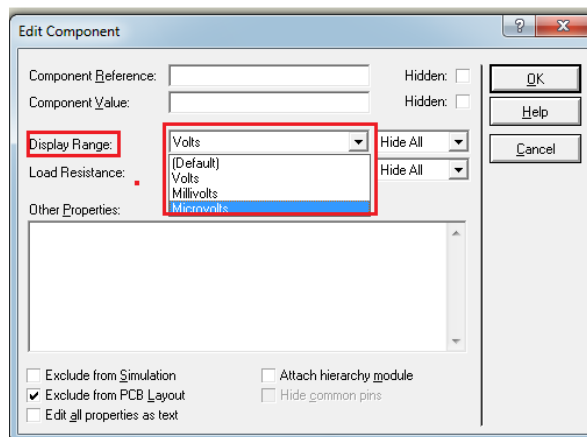 Edit Component
Component Reference:
Hidden:
OK
Component Value:
Hidden:
Help
Display Range:
Volts
Hide All
Cancel
(Default)
Load Resistance:
Volts
Hide All
Millivolts
Other Properties:
Microvolts
Exclude from Simulation
Attach hierarchy module
Exclude from PCB Layout
Hide common pins
Edit all properties as text